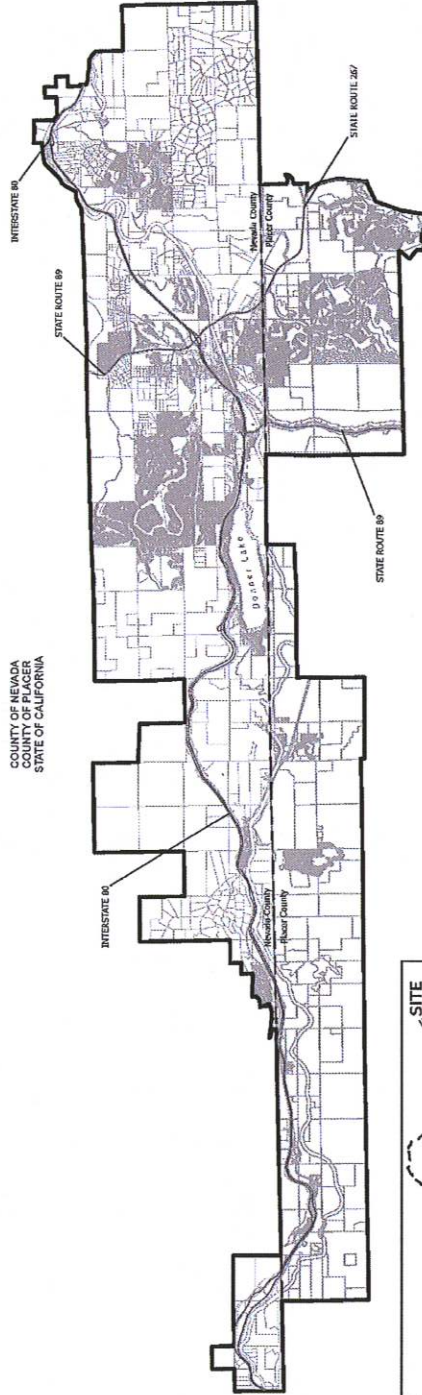 COUNTY OF NEVADA
COUNTY OF PLACER
STATE OF CALIFORNIA
INTERSTATE 80
STATE ROUTE 89
INTERSTATE 80
Nevada County
Placer County
Donner Lake
Nevada County
Placer County
STATE ROUTE 267
STATE ROUTE 89
SITE